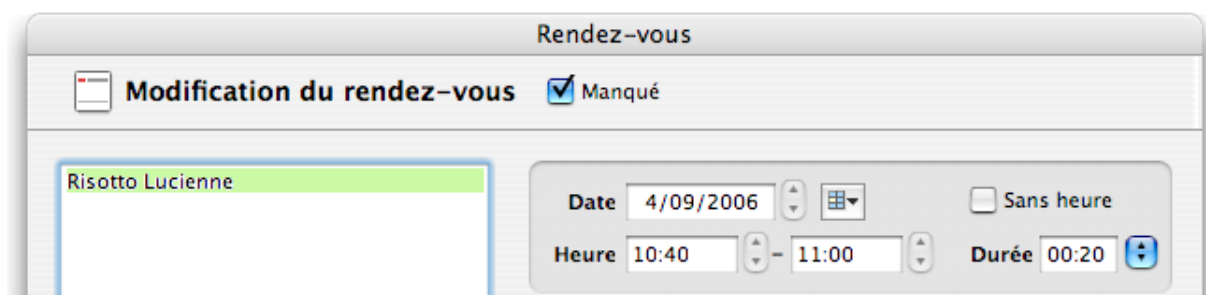 Rendez-vous
Modification du rendez-vous Manqué
Risotto Lucienne
Date 4/09/2006 Sans heure
Heure 10:40 - 11:00 Durée 00:20